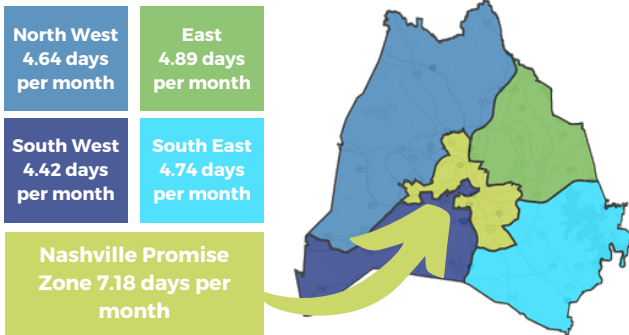 North West
4.64 days
per month
East
4.89 days
per month
South West
4.42 days
per month
South East
4.74 days
per month
Nashville Promise
Zone 7.18 days per
month